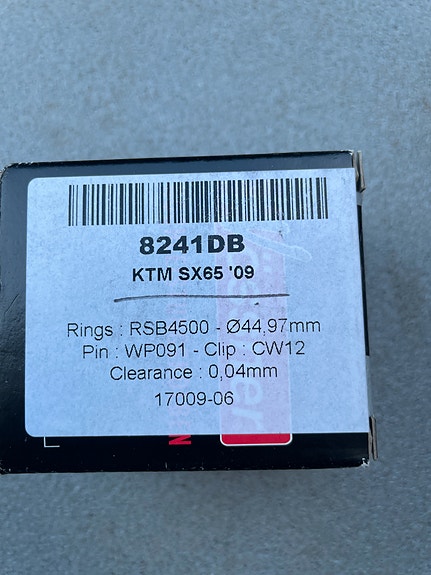 8241DB
KTM SX65 '09
Rings : RSB4500 - Ø44,97mm
Pin : WP091 - Clip : CW12
Clearance : 0,04mm
17009-06